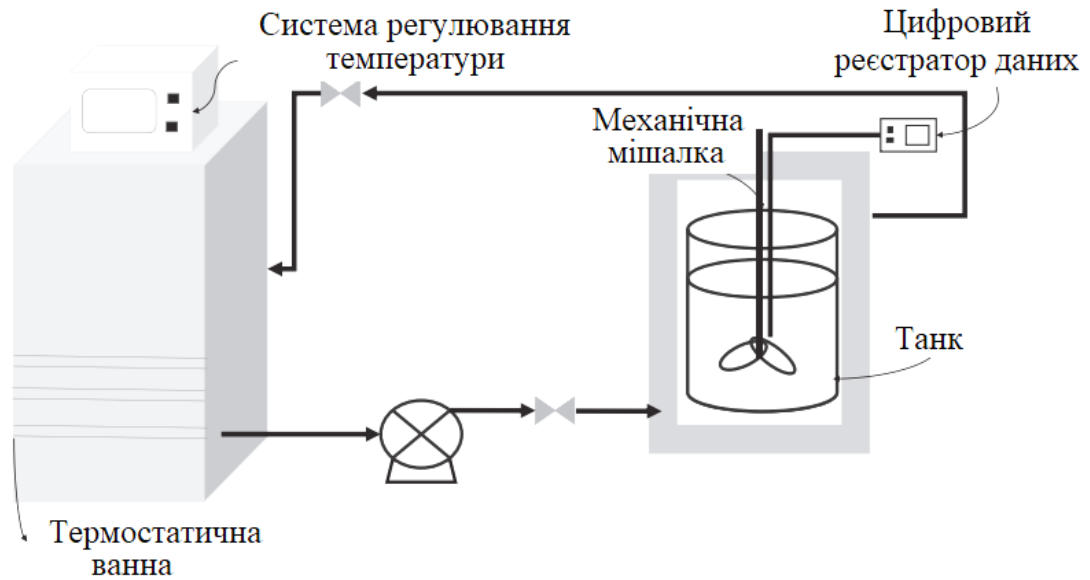 Система регулювання
температури
Цифровий
реєстратор даних
Механічна
мішалка
Танк
Термостатична
ванна